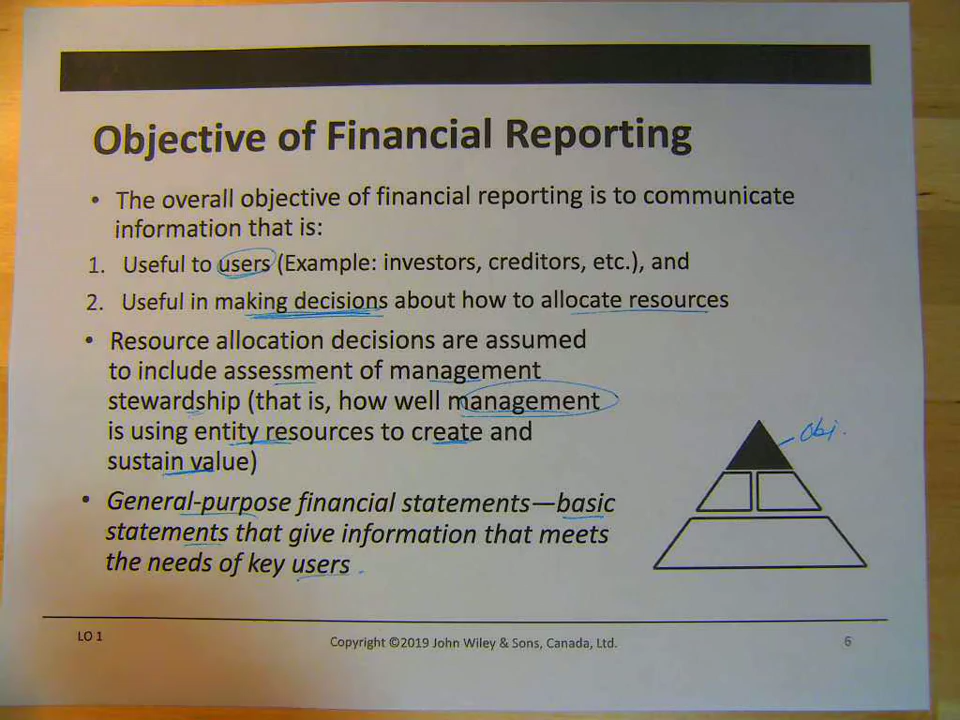 Objective of Financial Reporting
• The overall objective of financial reporting is to communicate
information that is:
1. Useful to users (Example: investors, creditors, etc.), and
2. Useful in making decisions about how to allocate resources
• Resource allocation decisions are assumed
to include assessment of management
stewardship (that is, how well management
is using entity resources to create and
sustain value)
Obj.
• General-purpose financial statements—basic
statements that give information that meets
the needs of key users
LO 1
Copyright ©2019 John Wiley & Sons, Canada, Ltd.
6